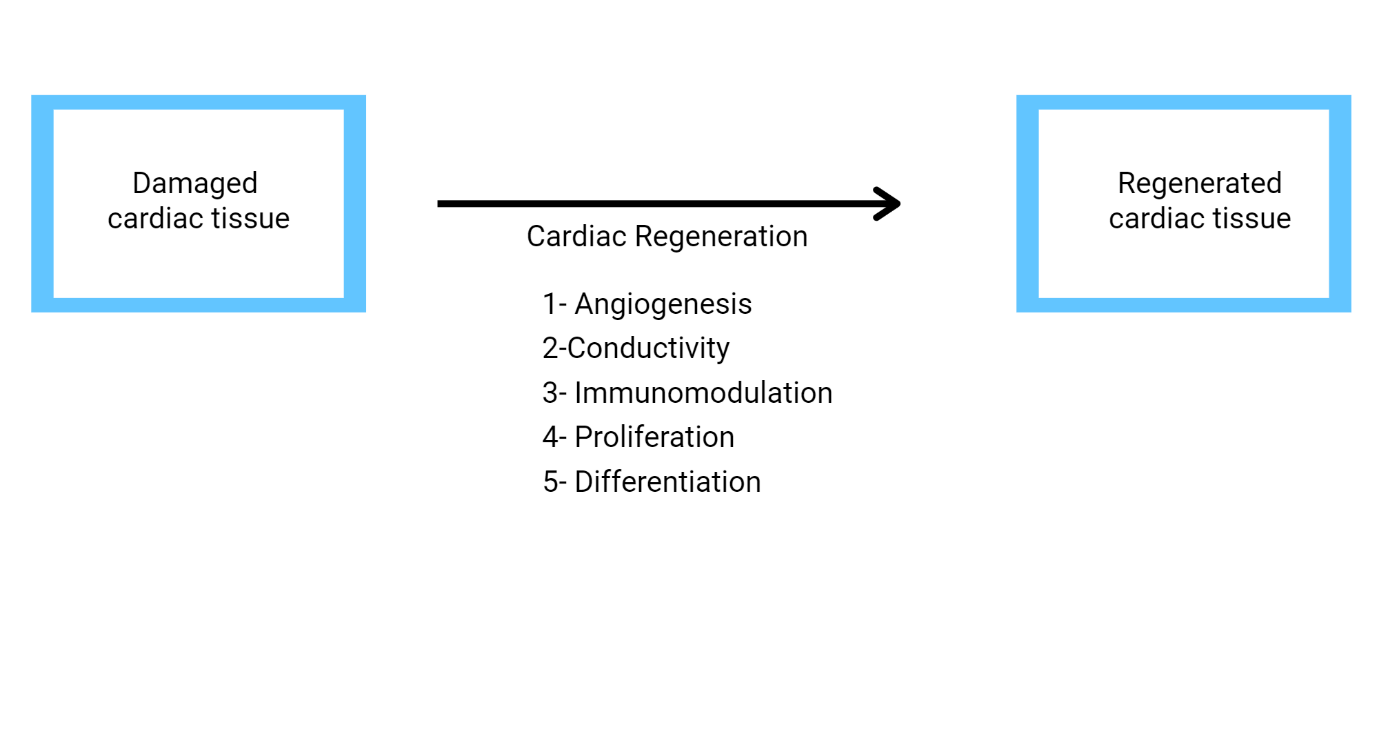 Damaged
cardiac tissue
Cardiac Regeneration
1- Angiogenesis
2-Conductivity
3- Immunomodulation
4- Proliferation
5- Differentiation
Regenerated
cardiac tissue